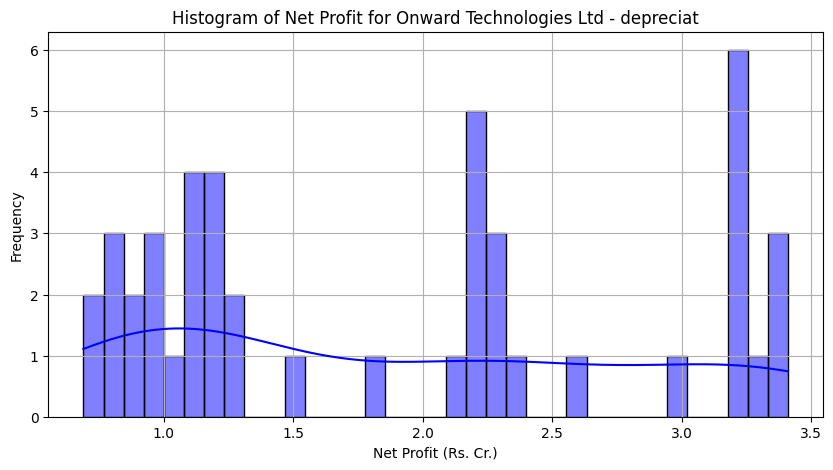 Histogram of Net Profit for Onward Technologies Ltd - depreciat
6
5
4
3
2
1
0
Frequency
1.0 1.5 2.0 2.5 3.0 3.5
Net Profit (Rs. Cr.)